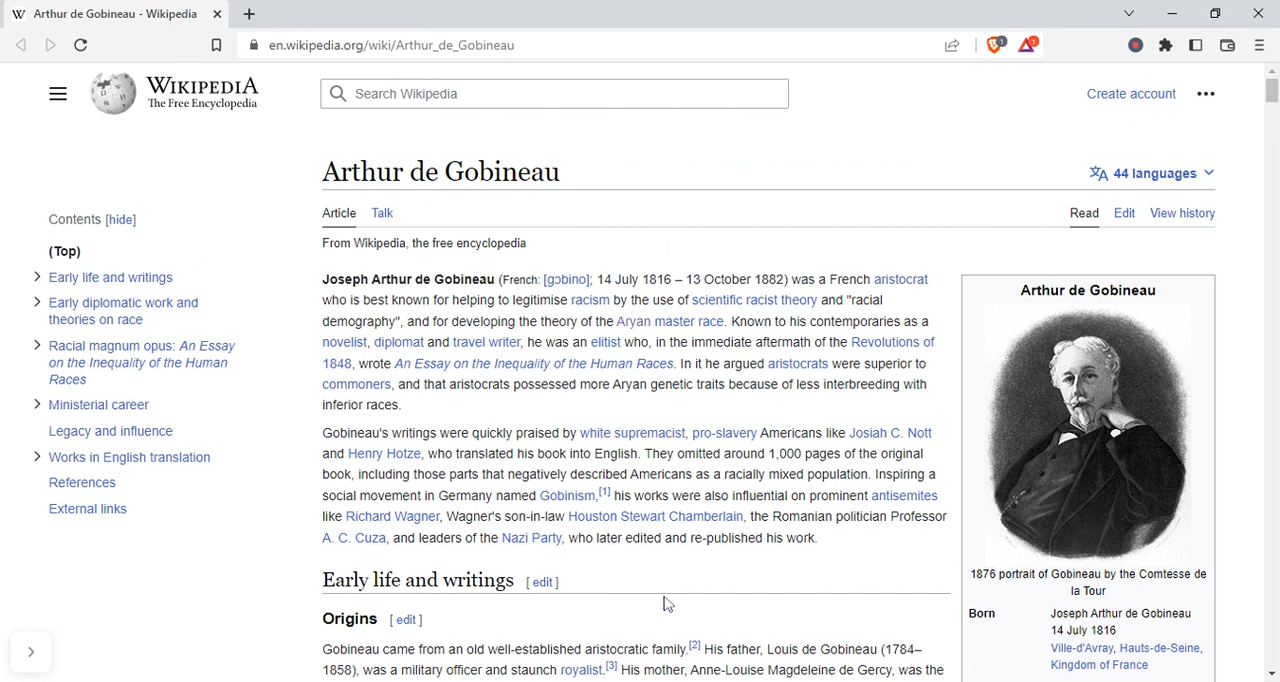 Arthur de Gobineau - Wikipedia
en.wikipedia.org/wiki/Arthur_de_Gobineau
1
1
WIKIPEDIA
The Free Encyclopedia
Search Wikipedia
Create account
Arthur de Gobineau
44 languages
Article Talk
Read Edit View history
From Wikipedia, the free encyclopedia
Contents [hide]
(Top)
Early life and writings
Early diplomatic work and
theories on race
Racial magnum opus: An Essay
on the Inequality of the Human
Races
Ministerial career
Legacy and influence
Works in English translation
References
External links
Joseph Arthur de Gobineau (French: [ɡɔbino]; 14 July 1816 – 13 October 1882) was a French aristocrat
who is best known for helping to legitimise racism by the use of scientific racist theory and "racial
demography", and for developing the theory of the Aryan master race. Known to his contemporaries as a
novelist, diplomat and travel writer, he was an elitist who, in the immediate aftermath of the Revolutions of
1848, wrote An Essay on the Inequality of the Human Races. In it he argued aristocrats were superior to
commoners, and that aristocrats possessed more Aryan genetic traits because of less interbreeding with
inferior races.
Gobineau's writings were quickly praised by white supremacist, pro-slavery Americans like Josiah C. Nott
and Henry Hotze, who translated his book into English. They omitted around 1,000 pages of the original
book, including those parts that negatively described Americans as a racially mixed population. Inspiring a
social movement in Germany named Gobinism,[1] his works were also influential on prominent antisemites
like Richard Wagner, Wagner's son-in-law Houston Stewart Chamberlain, the Romanian politician Professor
A. C. Cuza, and leaders of the Nazi Party, who later edited and re-published his work.
Early life and writings [ edit ]
Origins [ edit ]
Gobineau came from an old well-established aristocratic family.[2] His father, Louis de Gobineau (1784–
1858), was a military officer and staunch royalist.[3] His mother, Anne-Louise Magdeleine de Gercy, was the
Arthur de Gobineau
1876 portrait of Gobineau by the Comtesse de
la Tour
Born Joseph Arthur de Gobineau
14 July 1816
Ville-d'Avray, Hauts-de-Seine,
Kingdom of France